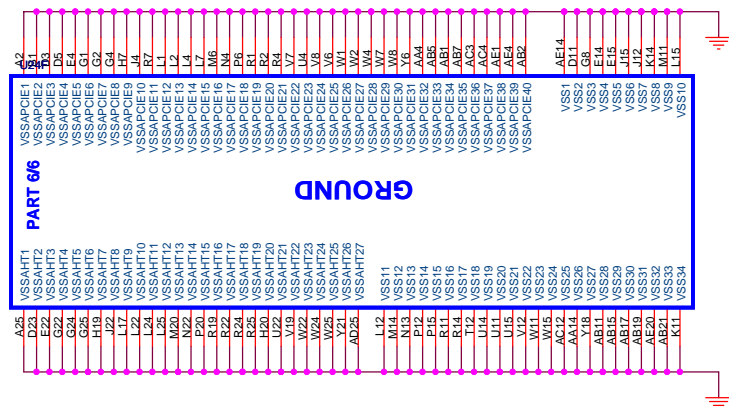 A2
B1
D3
D5
E4
G1
G2
G4
H7
J4
R7
L1
L2
L4
L7
M6
N4
P6
R1
R2
R4
V7
U4
V8
V6
W1
W2
W4
W7
W8
Y6
AA4
AB5
AB1
AB7
AC3
AC4
AE1
AE4
AB2
AE14
D11
G8
E14
E15
J15
J12
K14
M11
L15
U24F
VSSAPCIE1
VSSAPCIE2
VSSAPCIE3
VSSAPCIE4
VSSAPCIE5
VSSAPCIE6
VSSAPCIE7
VSSAPCIE8
VSSAPCIE9
VSSAPCIE10
VSSAPCIE11
VSSAPCIE12
VSSAPCIE13
VSSAPCIE14
VSSAPCIE15
VSSAPCIE16
VSSAPCIE17
VSSAPCIE18
VSSAPCIE19
VSSAPCIE20
VSSAPCIE21
VSSAPCIE22
VSSAPCIE23
VSSAPCIE24
VSSAPCIE25
VSSAPCIE26
VSSAPCIE27
VSSAPCIE28
VSSAPCIE29
VSSAPCIE30
VSSAPCIE31
VSSAPCIE32
VSSAPCIE33
VSSAPCIE34
VSSAPCIE35
VSSAPCIE36
VSSAPCIE37
VSSAPCIE38
VSSAPCIE39
VSSAPCIE40
VSS1
VSS2
VSS3
VSS4
VSS5
VSS6
VSS7
VSS8
VSS9
VSS10
PART 6/6
GROUND
VSSAHT1
VSSAHT2
VSSAHT3
VSSAHT4
VSSAHT5
VSSAHT6
VSSAHT7
VSSAHT8
VSSAHT9
VSSAHT10
VSSAHT11
VSSAHT12
VSSAHT13
VSSAHT14
VSSAHT15
VSSAHT16
VSSAHT17
VSSAHT18
VSSAHT19
VSSAHT20
VSSAHT21
VSSAHT22
VSSAHT23
VSSAHT24
VSSAHT25
VSSAHT26
VSSAHT27
VSS11
VSS12
VSS13
VSS14
VSS15
VSS16
VSS17
VSS18
VSS19
VSS20
VSS21
VSS22
VSS23
VSS24
VSS25
VSS26
VSS27
VSS28
VSS29
VSS30
VSS31
VSS32
VSS33
VSS34
A25
D23
E22
G22
G24
G25
H19
J22
L17
L22
L24
L25
M20
N22
P20
R19
R22
R24
R25
H20
U22
V19
W22
W24
W25
Y21
AD25
L12
M14
N13
P12
P15
R11
R14
T12
U14
U11
U15
V12
W11
W15
AC12
AA14
Y18
AB11
AB15
AB17
AB19
AE20
AB21
K11